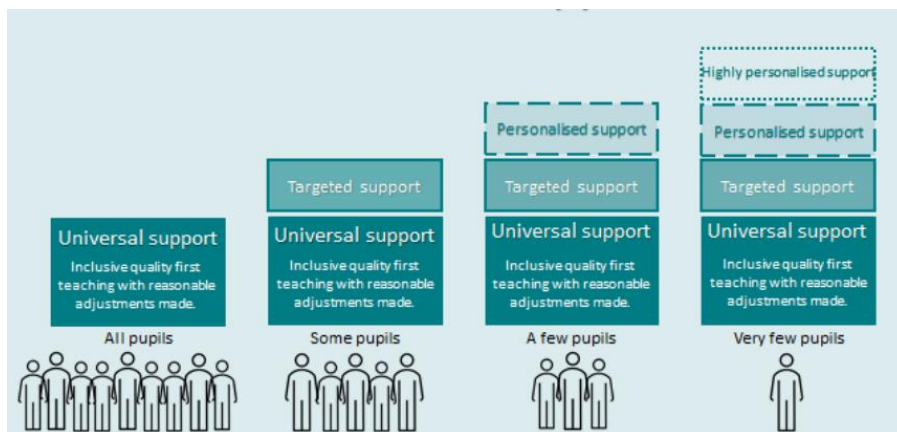 Highly personalised support
Personalised support
Personalised support
Targeted support
Targeted support
Targeted support
Universal support
Inclusive quality first
teaching with reasonable
adjustments made.
Universal support
Inclusive quality first
teaching with reasonable
adjustments made.
Universal support
Inclusive quality first
teaching with reasonable
adjustments made.
Universal support
Inclusive quality first
teaching with reasonable
adjustments made.
All pupils
Some pupils
A few pupils
Very few pupils